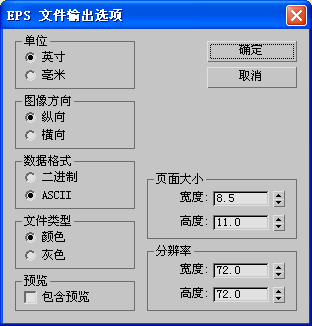 EPS 文件输出选项
单位
英寸
毫米
确定
取消
图像方向
纵向
横向
数据格式
二进制
ASCII
页面大小
宽度: 8.5
高度: 11.0
文件类型
颜色
灰色
分辨率
宽度: 72.0
高度: 72.0
预览
包含预览